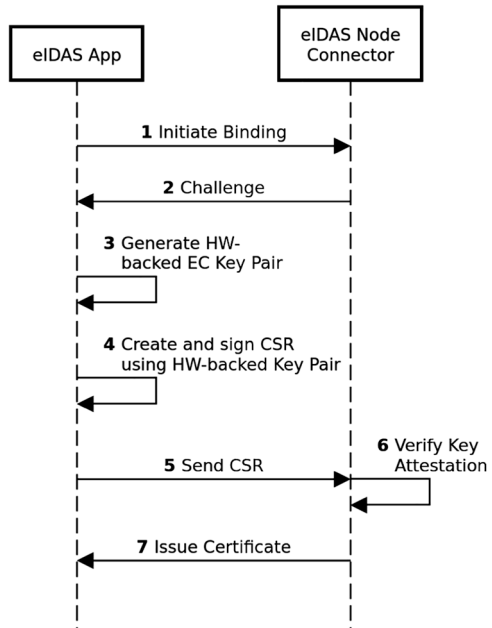 eIDAS App
eIDAS Node
Connector
1 Initiate Binding
2 Challenge
3 Generate HW-
backed EC Key Pair
4 Create and sign CSR
using HW-backed Key Pair
5 Send CSR
6 Verify Key
Attestation
7 Issue Certificate